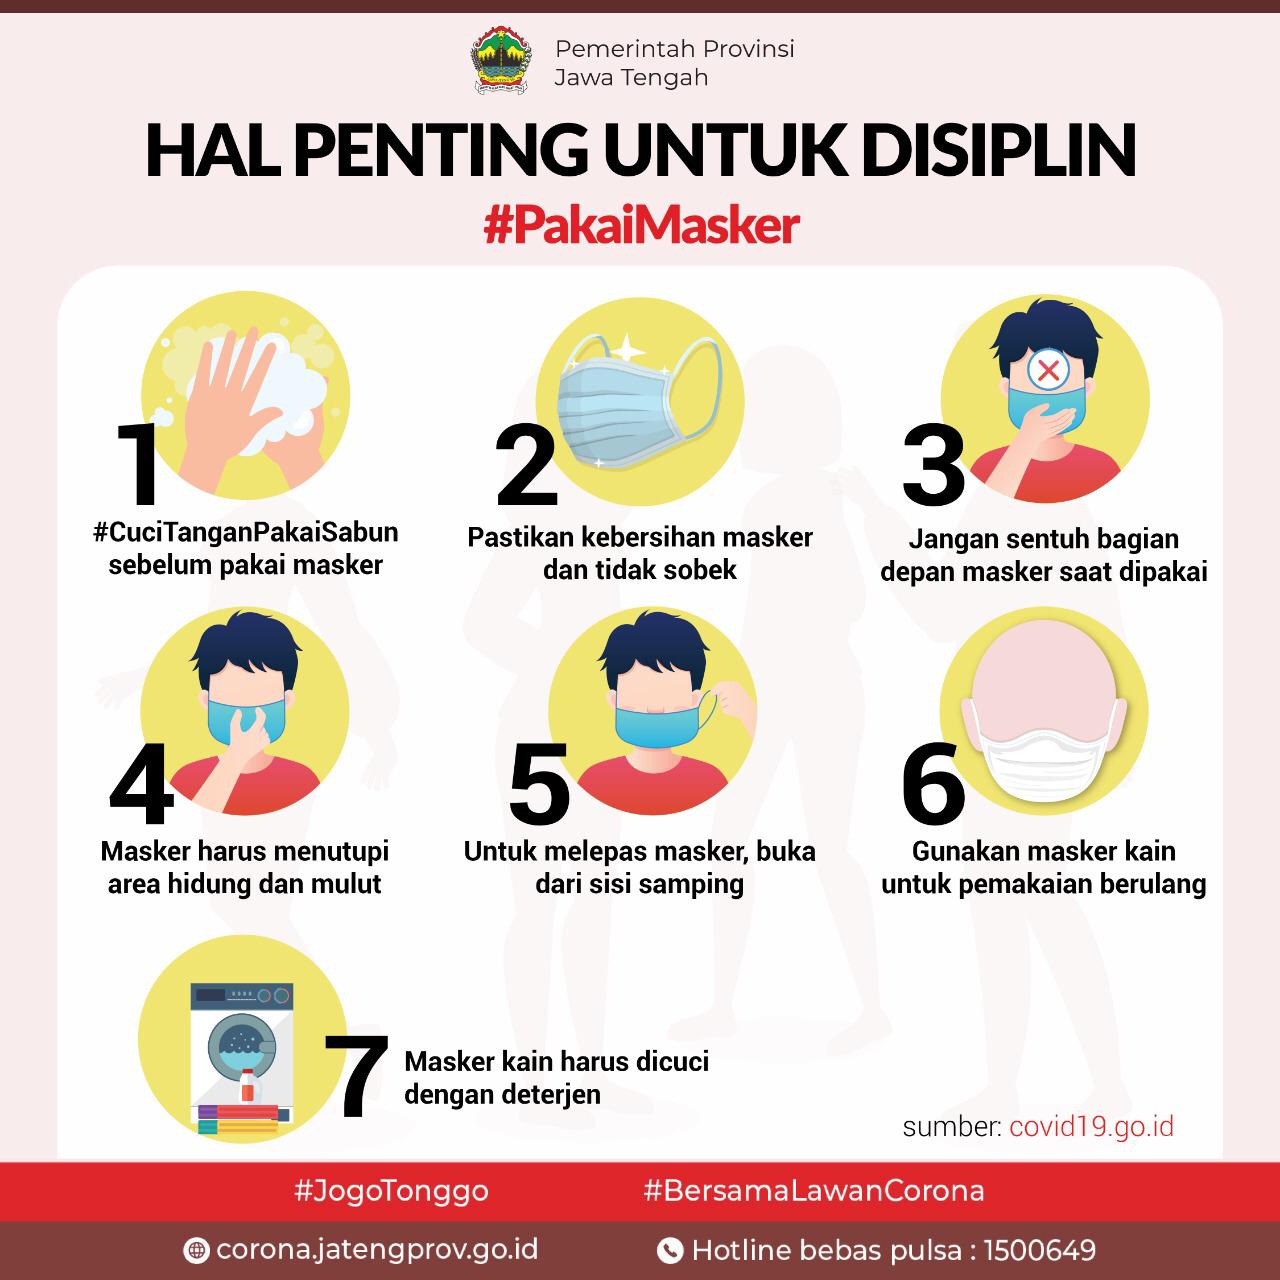 Pemerintah Provinsi
Jawa Tengah
HAL PENTING UNTUK DISIPLIN
#PakaiMasker
1
#CuciTanganPakaiSabun
sebelum pakai masker
2
Pastikan kebersihan masker
dan tidak sobek
3
Jangan sentuh bagian
depan masker saat dipakai
4
Masker harus menutupi
area hidung dan mulut
5
Untuk melepas masker, buka
dari sisi samping
6
Gunakan masker kain
untuk pemakaian berulang
7
Masker kain harus dicuci
dengan deterjen
sumber: covid19.go.id
#JogoTonggo
#BersamaLawanCorona
corona.jatengprov.go.id
Hotline bebas pulsa : 1500649